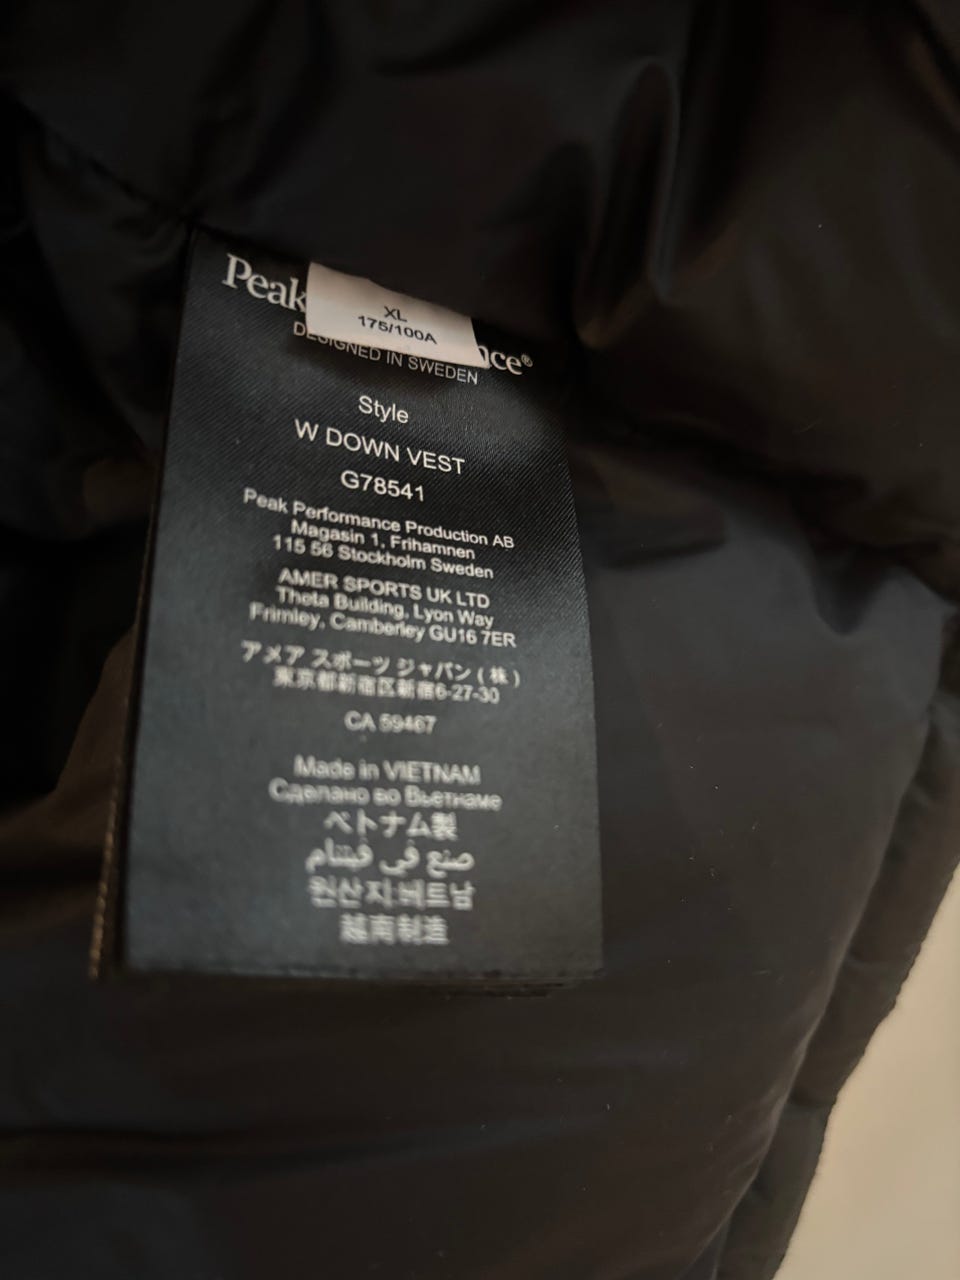 Peak
XL
175/100A
nce®
DESIGNED IN SWEDEN
Style
W DOWN VEST
G78541
Peak Performance Production AB
Magasin 1, Frihamnen
115 56 Stockholm Sweden
AMER SPORTS UK LTD
Theta Building, Lyon Way
Frimley, Camberley GU16 7ER
アメア スポーツ ジャパン ( 株 )
東京都新宿区新宿6-27-30
CA 59467
Made in VIETNAM
Сделано во Вьетнаме
ベトナム製
صنع في فيتنام
원산지:베트남
越南制造